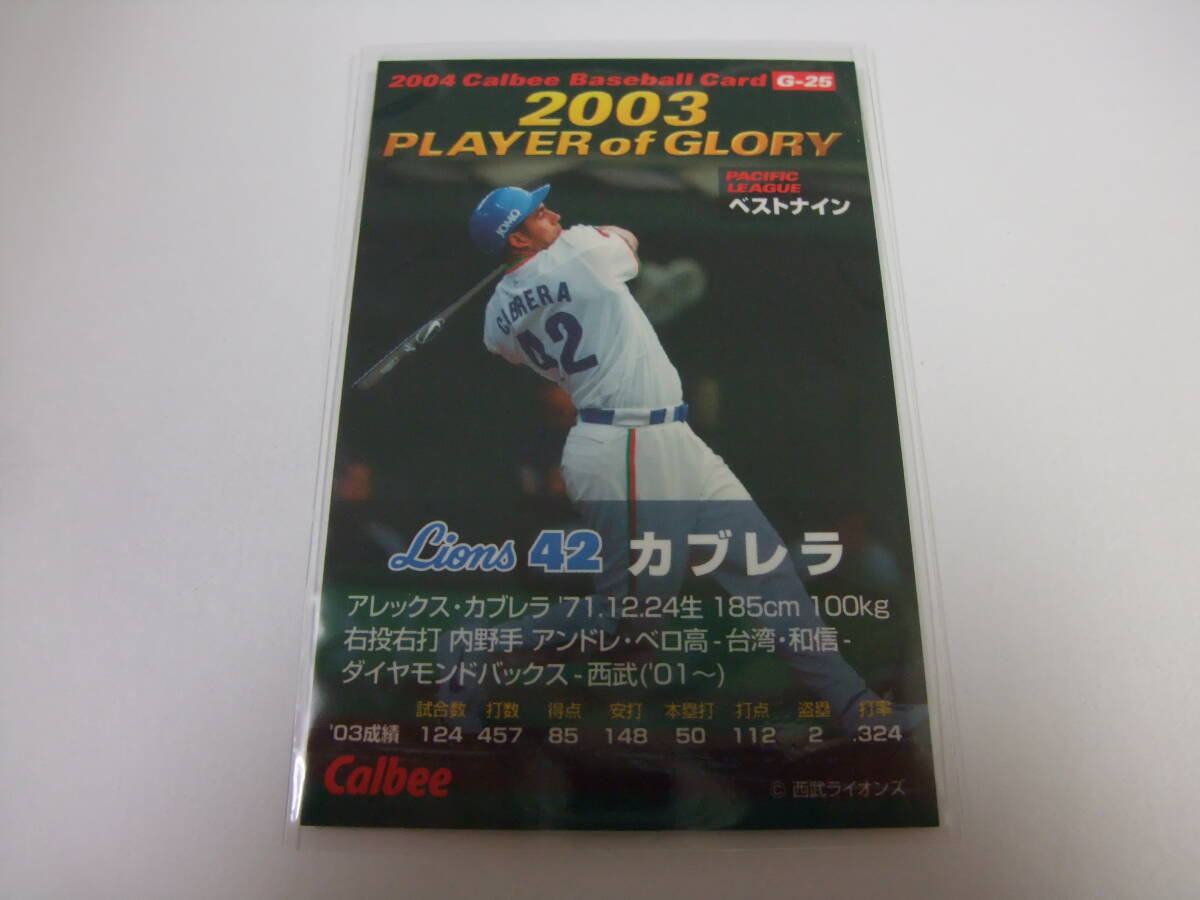 2004 Calbee Baseball Card G-25
2003
PLAYER of GLORY
PACIFIC
LEAGUE
ベストナイン
JOMO
CABRERA
42
Lions 42 カブレラ
アレックス・カブレラ '71.12.24生 185cm 100kg
右投右打 内野手 アンドレ・ベロ高-台湾・和信-
ダイヤモンドバックス-西武('01〜)
試合数 打数 得点 安打 本塁打 打点 盗塁 打率
'03成績 124 457 85 148 50 112 2 .324
Calbee
© 西武ライオンズ